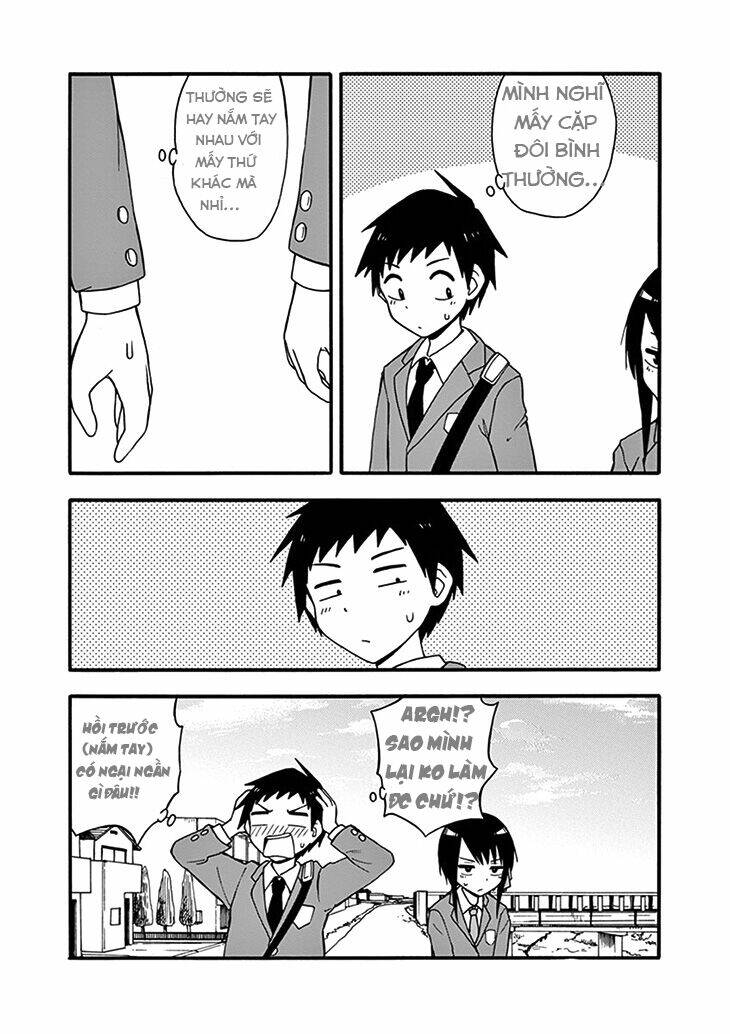 MÌNH NGHĨ
MẤY CẶP
ĐÔI BÌNH
THƯỜNG...
THƯỜNG SẼ
HAY NẮM TAY
NHAU VỚI
MẤY THỨ
KHÁC MÀ
NHỈ...
ARGH!?
SAO MÌNH
LẠI KO LÀM
ĐC CHỨ!?
HỒI TRƯỚC
(NẮM TAY)
CÓ NGẠI NGẦN
GÌ ĐÂU!!